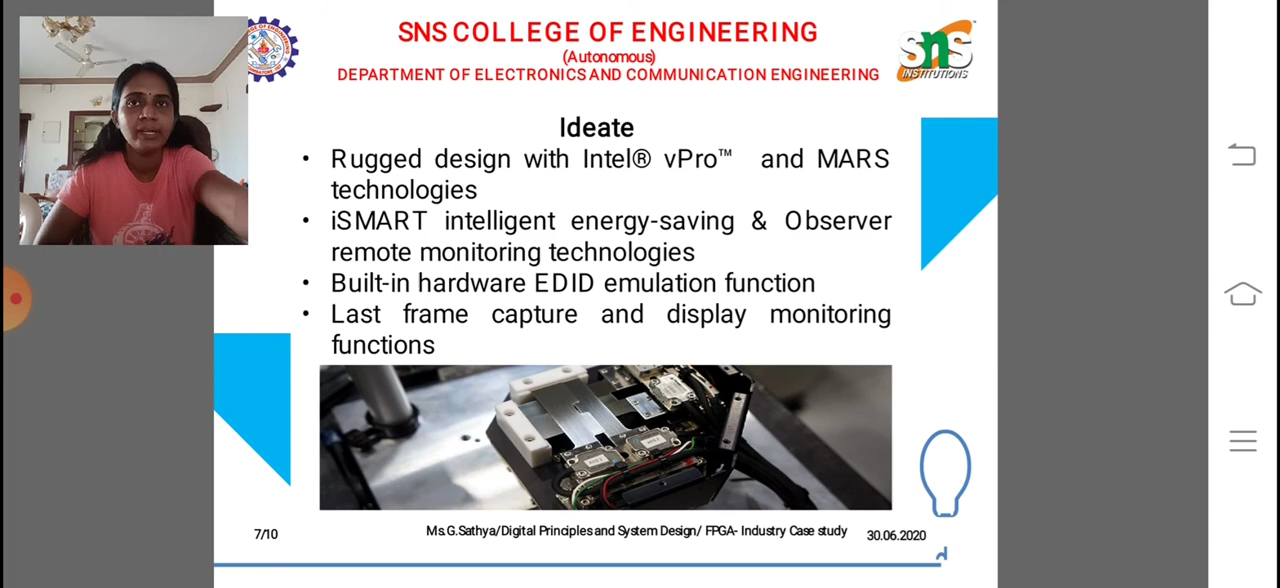 SNS COLLEGE OF ENGINEERING
(Autonomous)
DEPARTMENT OF ELECTRONICS AND COMMUNICATION ENGINEERING
SNS
INSTITUTIONS
Ideate
• Rugged design with Intel® vPro™ and MARS
technologies
• iSMART intelligent energy-saving & Observer
remote monitoring technologies
• Built-in hardware EDID emulation function
• Last frame capture and display monitoring
functions
7/10
Ms.G.Sathya/Digital Principles and System Design/ FPGA- Industry Case study
30.06.2020